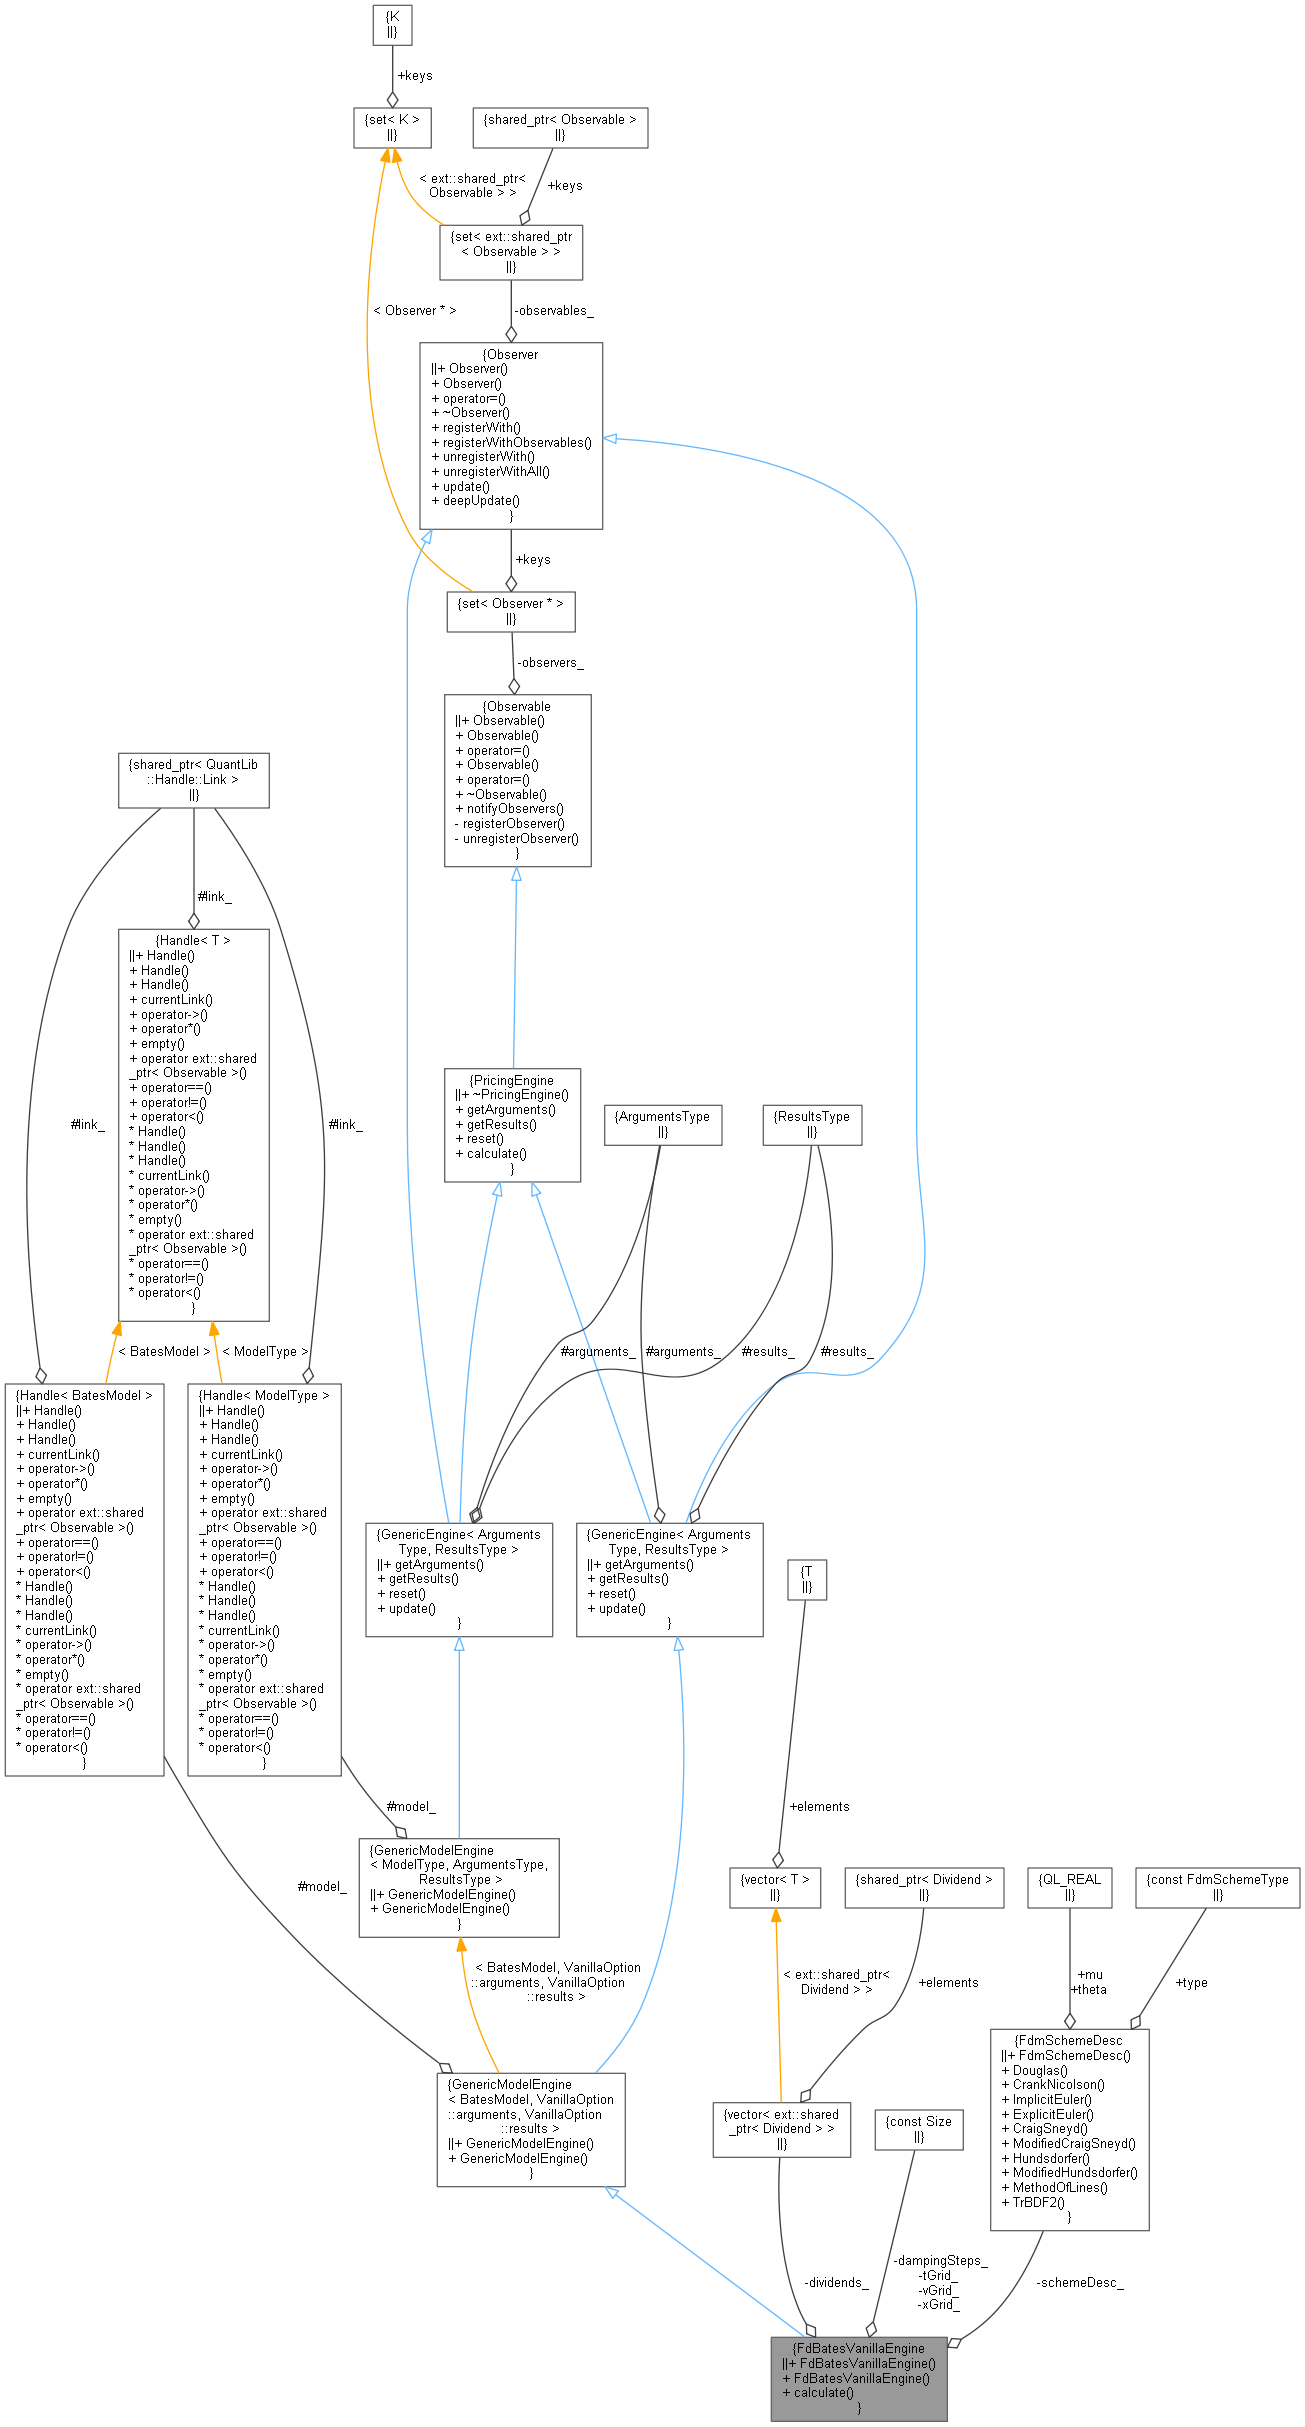 {K
||}
+keys
{set< K >
||}
{shared_ptr< Observable >
||}
< ext::shared_ptr<
Observable > >
+keys
{set< ext::shared_ptr
< Observable > >
||}
< Observer * >
-observables_
{Observer
||+ Observer()
+ Observer()
+ operator=()
+ ~Observer()
+ registerWith()
+ registerWithObservables()
+ unregisterWith()
+ unregisterWithAll()
+ update()
+ deepUpdate()
}
+keys
{set< Observer * >
||}
-observers_
{Observable
||+ Observable()
+ Observable()
+ operator=()
+ Observable()
+ operator=()
+ ~Observable()
+ notifyObservers()
- registerObserver()
- unregisterObserver()
}
{shared_ptr< QuantLib
::Handle::Link >
||}
#link_
{Handle< T >
||+ Handle()
+ Handle()
+ Handle()
+ currentLink()
+ operator->()
+ operator*()
+ empty()
+ operator ext::shared
_ptr< Observable >()
+ operator==()
+ operator!=()
+ operator<()
* Handle()
* Handle()
* Handle()
* currentLink()
* operator->()
* operator*()
* empty()
* operator ext::shared
_ptr< Observable >()
* operator==()
* operator!=()
* operator<()
}
#link_
#link_
{PricingEngine
||+ ~PricingEngine()
+ getArguments()
+ getResults()
+ reset()
+ calculate()
}
{ArgumentsType
||}
{ResultsType
||}
< BatesModel >
< ModelType >
#arguments_
#arguments_
#results_
#results_
{Handle< BatesModel >
||+ Handle()
+ Handle()
+ Handle()
+ currentLink()
+ operator->()
+ operator*()
+ empty()
+ operator ext::shared
_ptr< Observable >()
+ operator==()
+ operator!=()
+ operator<()
* Handle()
* Handle()
* Handle()
* currentLink()
* operator->()
* operator*()
* empty()
* operator ext::shared
_ptr< Observable >()
* operator==()
* operator!=()
* operator<()
}
{Handle< ModelType >
||+ Handle()
+ Handle()
+ Handle()
+ currentLink()
+ operator->()
+ operator*()
+ empty()
+ operator ext::shared
_ptr< Observable >()
+ operator==()
+ operator!=()
+ operator<()
* Handle()
* Handle()
* Handle()
* currentLink()
* operator->()
* operator*()
* empty()
* operator ext::shared
_ptr< Observable >()
* operator==()
* operator!=()
* operator<()
}
{GenericEngine< Arguments
Type, ResultsType >
||+ getArguments()
+ getResults()
+ reset()
+ update()
}
{GenericEngine< Arguments
Type, ResultsType >
||+ getArguments()
+ getResults()
+ reset()
+ update()
}
{T
||}
#model_
+elements
#model_
{GenericModelEngine
< ModelType, ArgumentsType,
ResultsType >
||+ GenericModelEngine()
+ GenericModelEngine()
}
{vector< T >
||}
{shared_ptr< Dividend >
||}
{QL_REAL
||}
{const FdmSchemeType
||}
< BatesModel, VanillaOption
::arguments, VanillaOption
::results >
< ext::shared_ptr<
Dividend > >
+elements
+mu
+theta
+type
{GenericModelEngine
< BatesModel, VanillaOption
::arguments, VanillaOption
::results >
||+ GenericModelEngine()
+ GenericModelEngine()
}
{vector< ext::shared
_ptr< Dividend > >
||}
{const Size
||}
{FdmSchemeDesc
||+ FdmSchemeDesc()
+ Douglas()
+ CrankNicolson()
+ ImplicitEuler()
+ ExplicitEuler()
+ CraigSneyd()
+ ModifiedCraigSneyd()
+ Hundsdorfer()
+ ModifiedHundsdorfer()
+ MethodOfLines()
+ TrBDF2()
}
-dividends_
-dampingSteps_
-tGrid_
-vGrid_
-xGrid_
-schemeDesc_
{FdBatesVanillaEngine
||+ FdBatesVanillaEngine()
+ FdBatesVanillaEngine()
+ calculate()
}